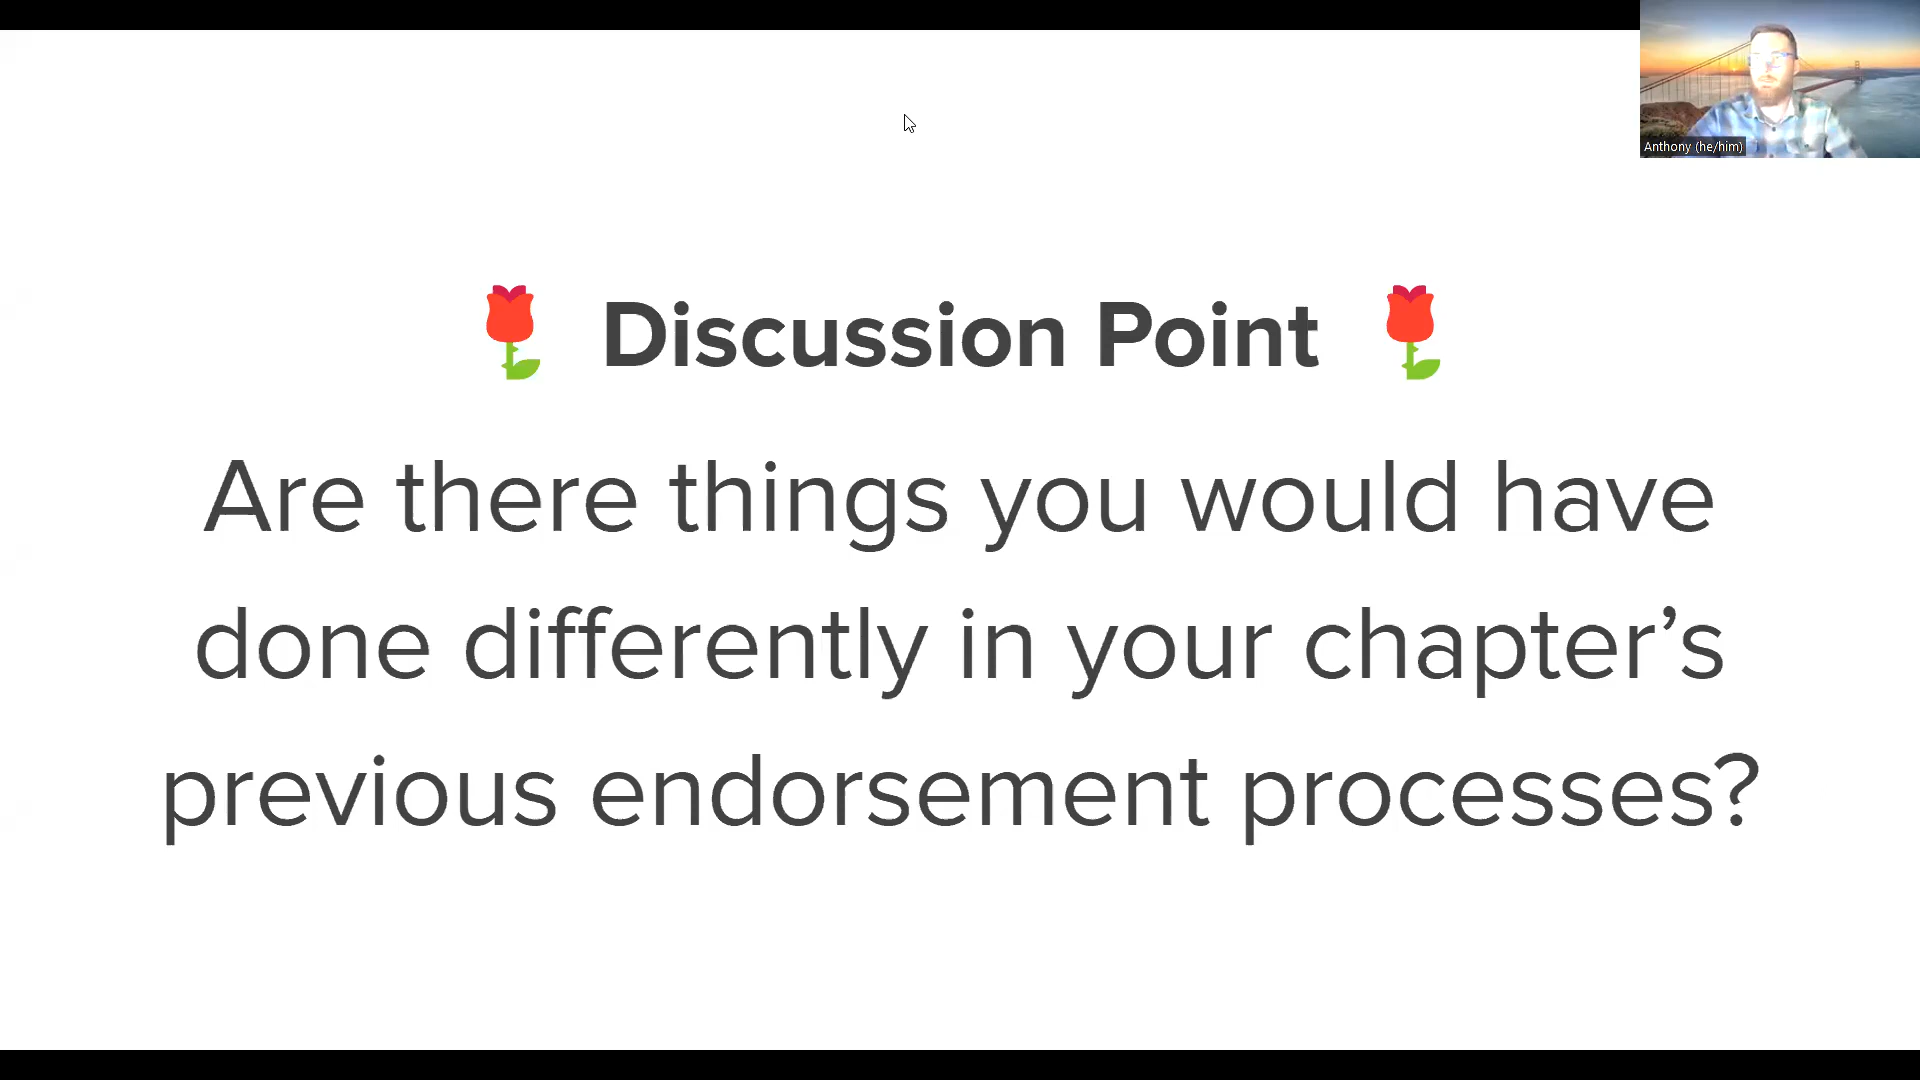 Anthony (he/him)
Discussion Point
Are there things you would have
done differently in your chapter’s
previous endorsement processes?